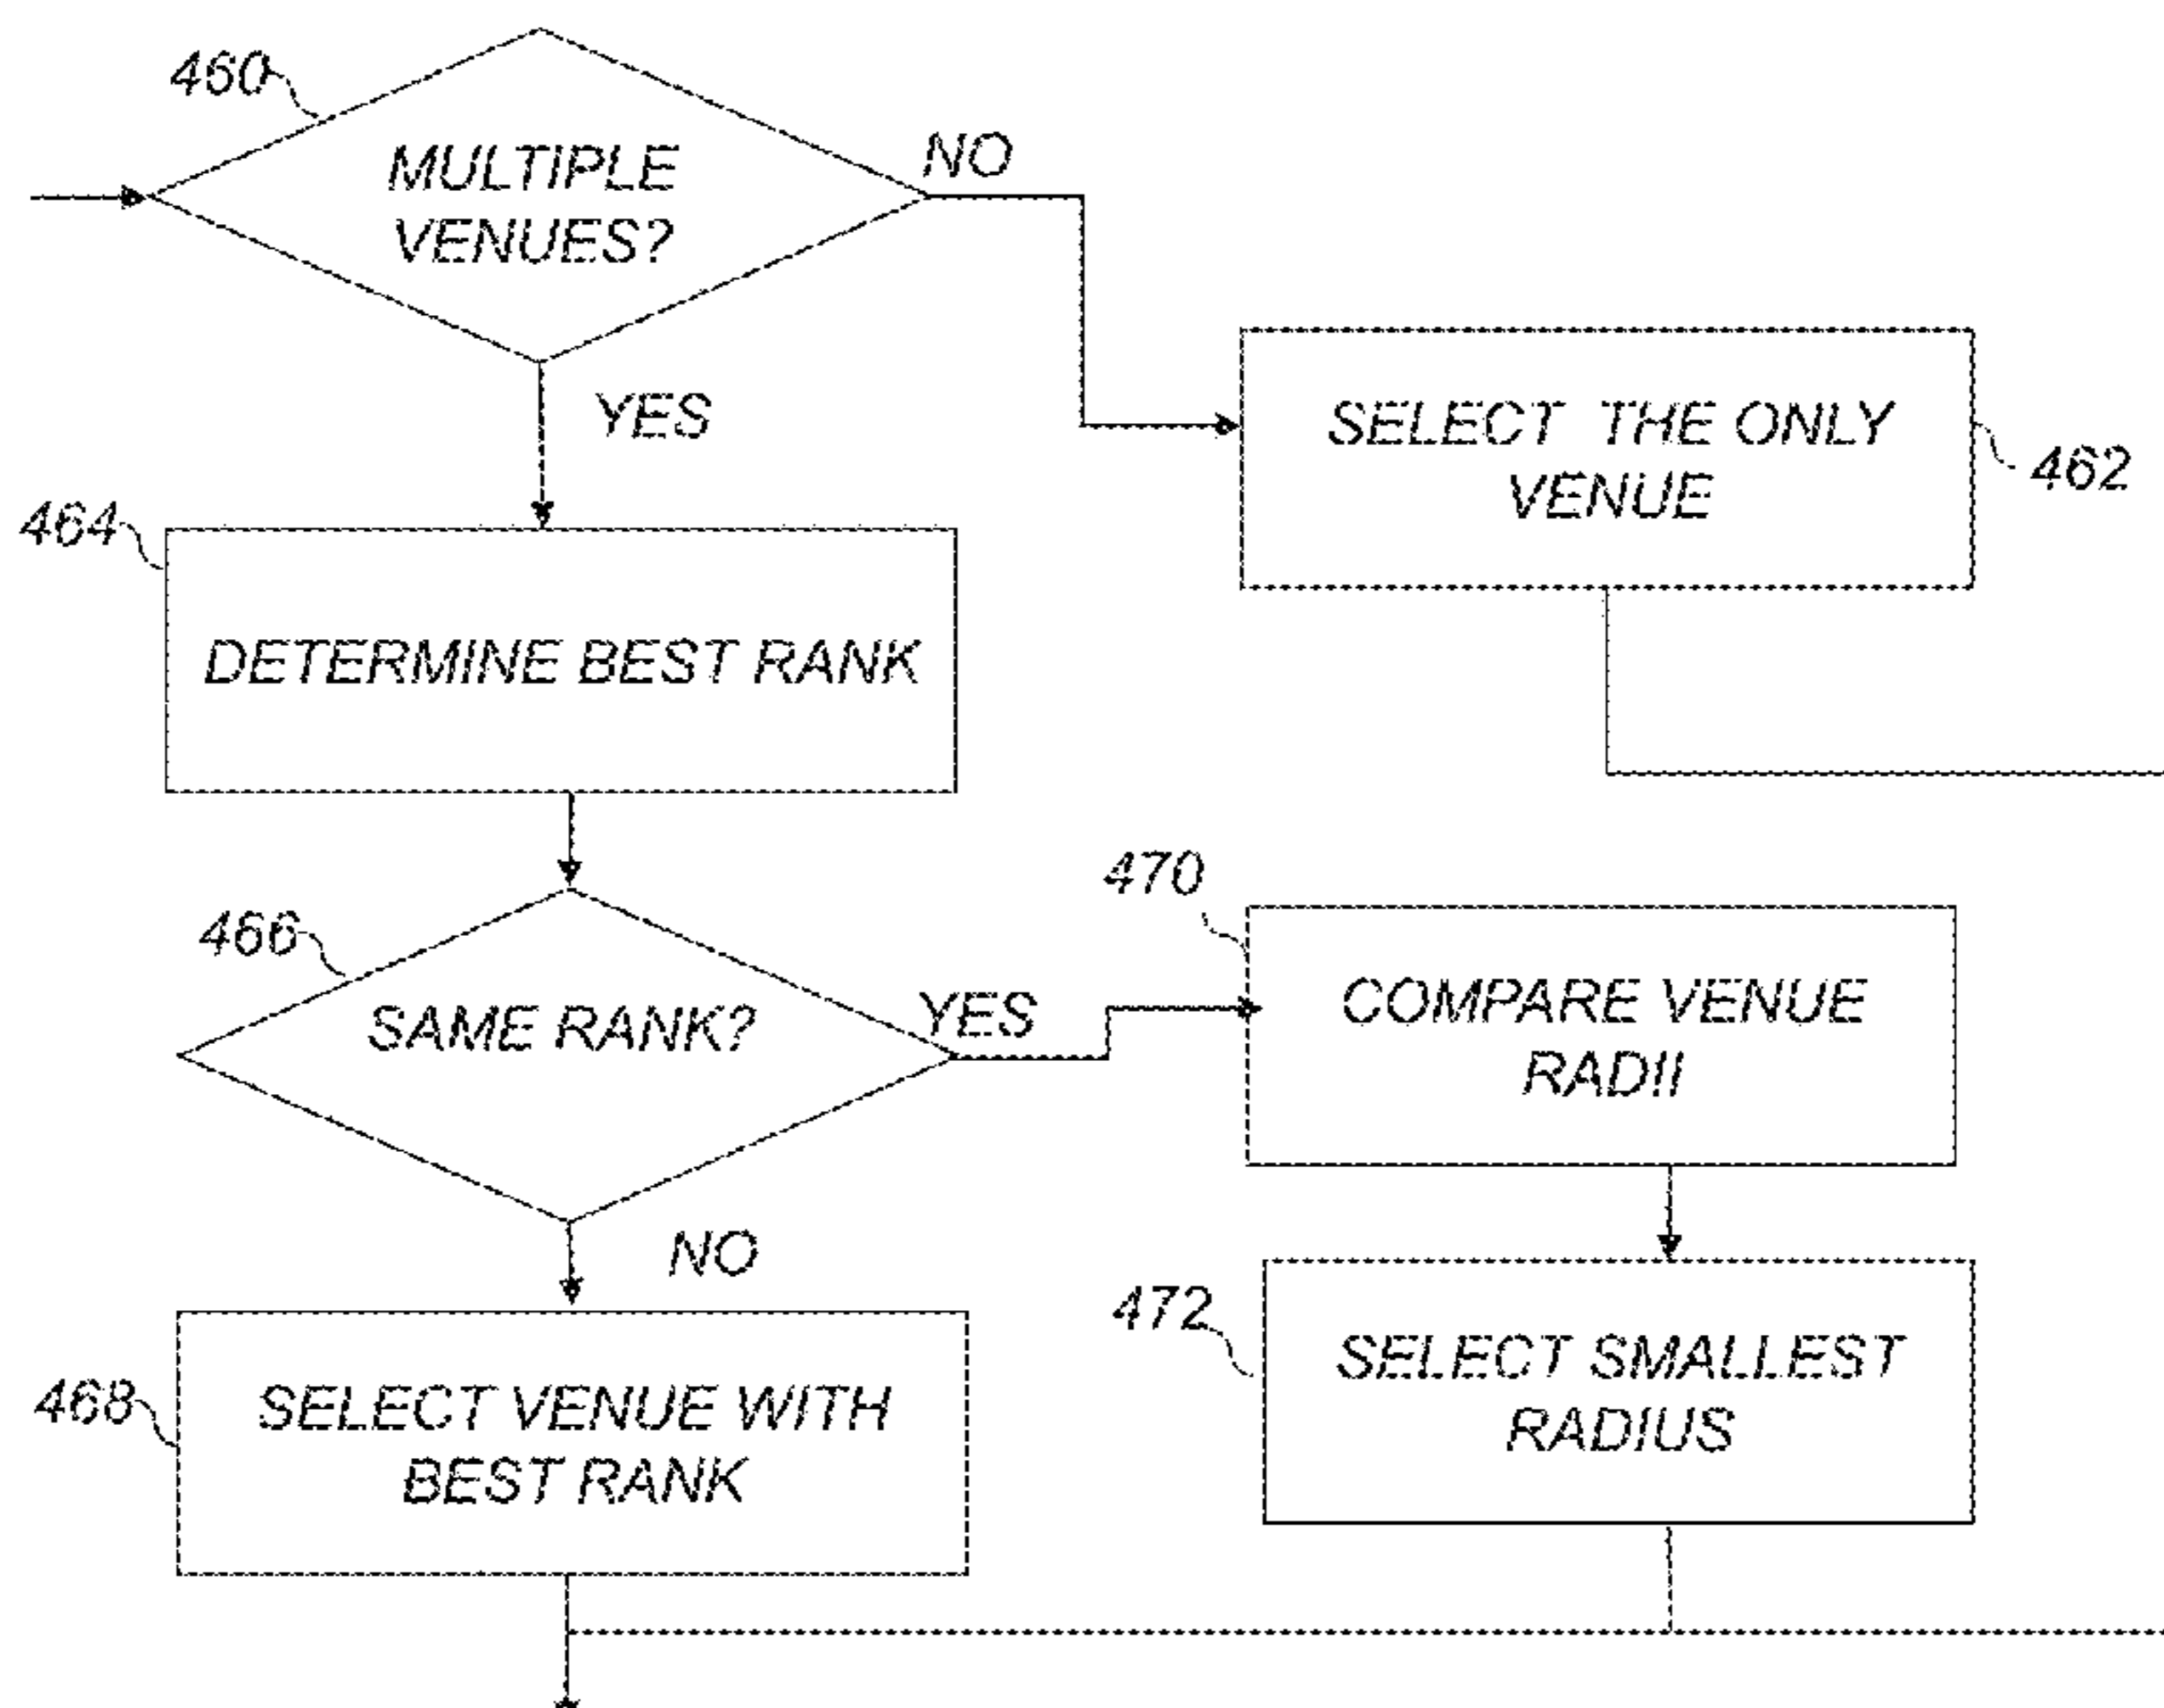 460
MULTIPLE
VENUES?
NO
YES
SELECT THE ONLY
VENUE
462
464
DETERMINE BEST RANK
466
SAME RANK?
YES
470
COMPARE VENUE
RADII
NO
472
SELECT SMALLEST
RADIUS
468
SELECT VENUE WITH
BEST RANK